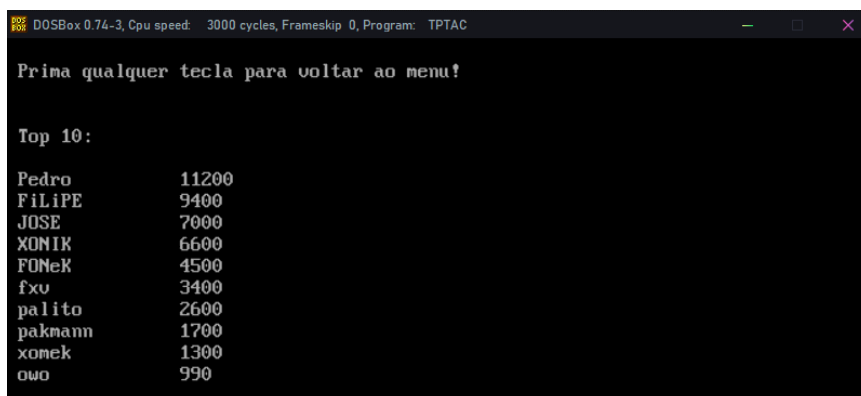 DOSBox 0.74-3, Cpu speed: 3000 cycles, Frameskip 0, Program: TPTAC
Prima qualquer tecla para voltar ao menu!
Top 10:
Pedro 11200
FiLiPE 9400
JOSE 7000
XONIK 6600
FONeK 4500
fxv 3400
palito 2600
pakmann 1700
xomek 1300
owo 990